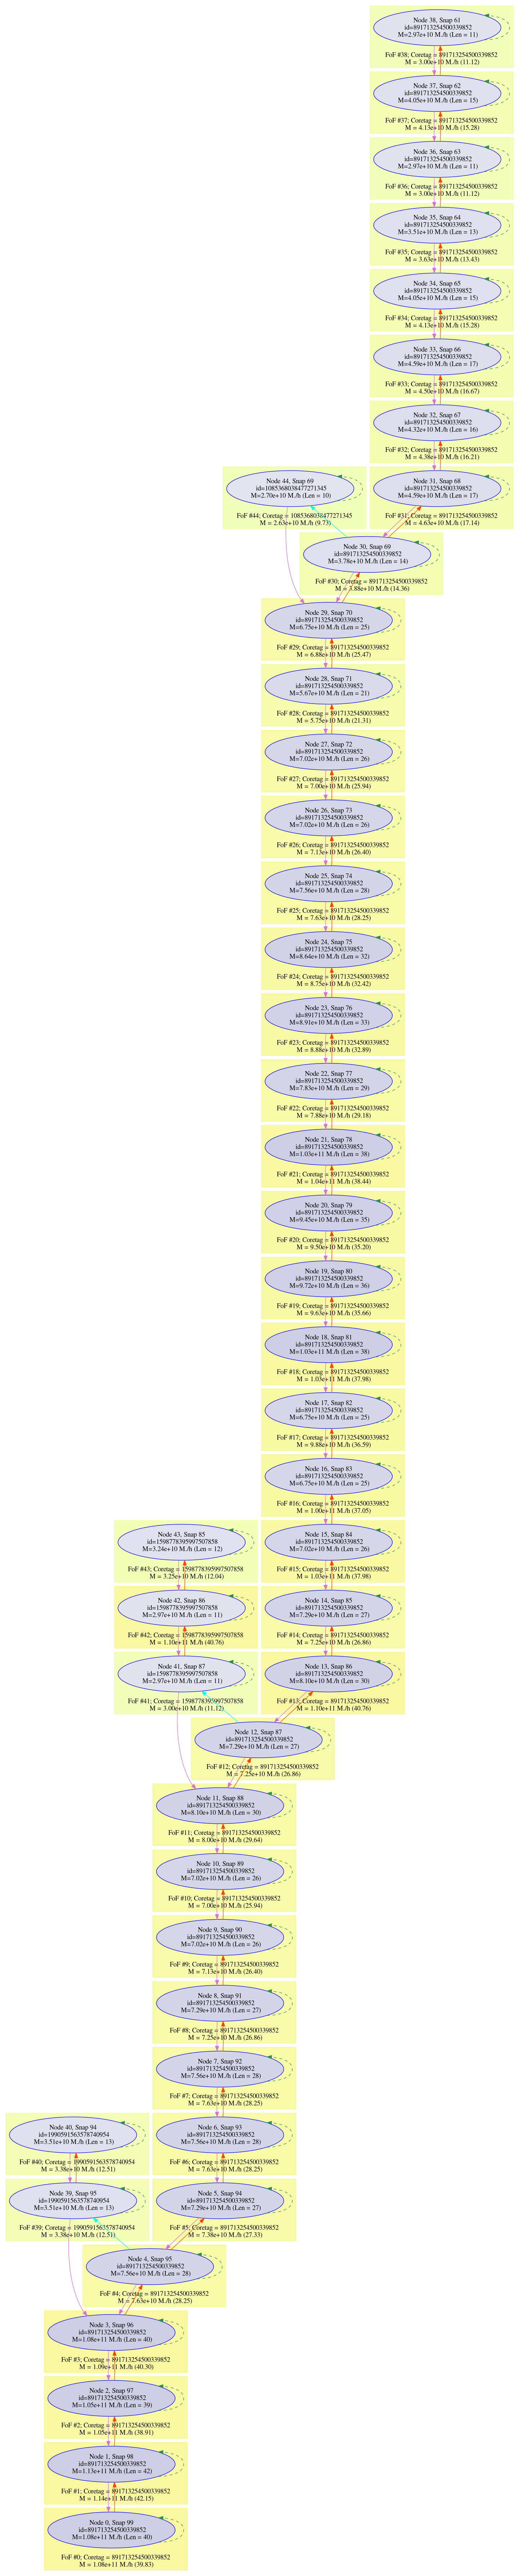 Node 38, Snap 61
id=891713254500339852
M=2.97e+10 M./h (Len = 11)
FoF #38; Coretag = 891713254500339852
M = 3.00e+10 M./h (11.12)
Node 37, Snap 62
id=891713254500339852
M=4.05e+10 M./h (Len = 15)
FoF #37; Coretag = 891713254500339852
M = 4.13e+10 M./h (15.28)
Node 36, Snap 63
id=891713254500339852
M=2.97e+10 M./h (Len = 11)
FoF #36; Coretag = 891713254500339852
M = 3.00e+10 M./h (11.12)
Node 35, Snap 64
id=891713254500339852
M=3.51e+10 M./h (Len = 13)
FoF #35; Coretag = 891713254500339852
M = 3.63e+10 M./h (13.43)
Node 34, Snap 65
id=891713254500339852
M=4.05e+10 M./h (Len = 15)
FoF #34; Coretag = 891713254500339852
M = 4.13e+10 M./h (15.28)
Node 33, Snap 66
id=891713254500339852
M=4.59e+10 M./h (Len = 17)
FoF #33; Coretag = 891713254500339852
M = 4.50e+10 M./h (16.67)
Node 32, Snap 67
id=891713254500339852
M=4.32e+10 M./h (Len = 16)
FoF #32; Coretag = 891713254500339852
M = 4.38e+10 M./h (16.21)
Node 44, Snap 69
id=1085368038477271345
M=2.70e+10 M./h (Len = 10)
FoF #44; Coretag = 1085368038477271345
M = 2.63e+10 M./h (9.73)
Node 31, Snap 68
id=891713254500339852
M=4.59e+10 M./h (Len = 17)
FoF #31; Coretag = 891713254500339852
M = 4.63e+10 M./h (17.14)
Node 30, Snap 69
id=891713254500339852
M=3.78e+10 M./h (Len = 14)
FoF #30; Coretag = 891713254500339852
M = 3.88e+10 M./h (14.36)
Node 29, Snap 70
id=891713254500339852
M=6.75e+10 M./h (Len = 25)
FoF #29; Coretag = 891713254500339852
M = 6.88e+10 M./h (25.47)
Node 28, Snap 71
id=891713254500339852
M=5.67e+10 M./h (Len = 21)
FoF #28; Coretag = 891713254500339852
M = 5.75e+10 M./h (21.31)
Node 27, Snap 72
id=891713254500339852
M=7.02e+10 M./h (Len = 26)
FoF #27; Coretag = 891713254500339852
M = 7.00e+10 M./h (25.94)
Node 26, Snap 73
id=891713254500339852
M=7.02e+10 M./h (Len = 26)
FoF #26; Coretag = 891713254500339852
M = 7.13e+10 M./h (26.40)
Node 25, Snap 74
id=891713254500339852
M=7.56e+10 M./h (Len = 28)
FoF #25; Coretag = 891713254500339852
M = 7.63e+10 M./h (28.25)
Node 24, Snap 75
id=891713254500339852
M=8.64e+10 M./h (Len = 32)
FoF #24; Coretag = 891713254500339852
M = 8.75e+10 M./h (32.42)
Node 23, Snap 76
id=891713254500339852
M=8.91e+10 M./h (Len = 33)
FoF #23; Coretag = 891713254500339852
M = 8.88e+10 M./h (32.89)
Node 22, Snap 77
id=891713254500339852
M=7.83e+10 M./h (Len = 29)
FoF #22; Coretag = 891713254500339852
M = 7.88e+10 M./h (29.18)
Node 21, Snap 78
id=891713254500339852
M=1.03e+11 M./h (Len = 38)
FoF #21; Coretag = 891713254500339852
M = 1.04e+11 M./h (38.44)
Node 20, Snap 79
id=891713254500339852
M=9.45e+10 M./h (Len = 35)
FoF #20; Coretag = 891713254500339852
M = 9.50e+10 M./h (35.20)
Node 19, Snap 80
id=891713254500339852
M=9.72e+10 M./h (Len = 36)
FoF #19; Coretag = 891713254500339852
M = 9.63e+10 M./h (35.66)
Node 18, Snap 81
id=891713254500339852
M=1.03e+11 M./h (Len = 38)
FoF #18; Coretag = 891713254500339852
M = 1.03e+11 M./h (37.98)
Node 17, Snap 82
id=891713254500339852
M=6.75e+10 M./h (Len = 25)
FoF #17; Coretag = 891713254500339852
M = 9.88e+10 M./h (36.59)
Node 16, Snap 83
id=891713254500339852
M=6.75e+10 M./h (Len = 25)
FoF #16; Coretag = 891713254500339852
M = 1.00e+11 M./h (37.05)
Node 43, Snap 85
id=1598778395997507858
M=3.24e+10 M./h (Len = 12)
FoF #43; Coretag = 1598778395997507858
M = 3.25e+10 M./h (12.04)
Node 15, Snap 84
id=891713254500339852
M=7.02e+10 M./h (Len = 26)
FoF #15; Coretag = 891713254500339852
M = 1.03e+11 M./h (37.98)
Node 42, Snap 86
id=1598778395997507858
M=2.97e+10 M./h (Len = 11)
FoF #42; Coretag = 1598778395997507858
M = 1.10e+11 M./h (40.76)
Node 14, Snap 85
id=891713254500339852
M=7.29e+10 M./h (Len = 27)
FoF #14; Coretag = 891713254500339852
M = 7.25e+10 M./h (26.86)
Node 41, Snap 87
id=1598778395997507858
M=2.97e+10 M./h (Len = 11)
FoF #41; Coretag = 1598778395997507858
M = 3.00e+10 M./h (11.12)
Node 13, Snap 86
id=891713254500339852
M=8.10e+10 M./h (Len = 30)
FoF #13; Coretag = 891713254500339852
M = 1.10e+11 M./h (40.76)
Node 12, Snap 87
id=891713254500339852
M=7.29e+10 M./h (Len = 27)
FoF #12; Coretag = 891713254500339852
M = 7.25e+10 M./h (26.86)
Node 11, Snap 88
id=891713254500339852
M=8.10e+10 M./h (Len = 30)
FoF #11; Coretag = 891713254500339852
M = 8.00e+10 M./h (29.64)
Node 10, Snap 89
id=891713254500339852
M=7.02e+10 M./h (Len = 26)
FoF #10; Coretag = 891713254500339852
M = 7.00e+10 M./h (25.94)
Node 9, Snap 90
id=891713254500339852
M=7.02e+10 M./h (Len = 26)
FoF #9; Coretag = 891713254500339852
M = 7.13e+10 M./h (26.40)
Node 8, Snap 91
id=891713254500339852
M=7.29e+10 M./h (Len = 27)
FoF #8; Coretag = 891713254500339852
M = 7.25e+10 M./h (26.86)
Node 7, Snap 92
id=891713254500339852
M=7.56e+10 M./h (Len = 28)
FoF #7; Coretag = 891713254500339852
M = 7.63e+10 M./h (28.25)
Node 40, Snap 94
id=1990591563578740954
M=3.51e+10 M./h (Len = 13)
FoF #40; Coretag = 1990591563578740954
M = 3.38e+10 M./h (12.51)
Node 6, Snap 93
id=891713254500339852
M=7.56e+10 M./h (Len = 28)
FoF #6; Coretag = 891713254500339852
M = 7.63e+10 M./h (28.25)
Node 39, Snap 95
id=1990591563578740954
M=3.51e+10 M./h (Len = 13)
FoF #39; Coretag = 1990591563578740954
M = 3.38e+10 M./h (12.51)
Node 5, Snap 94
id=891713254500339852
M=7.29e+10 M./h (Len = 27)
FoF #5; Coretag = 891713254500339852
M = 7.38e+10 M./h (27.33)
Node 4, Snap 95
id=891713254500339852
M=7.56e+10 M./h (Len = 28)
FoF #4; Coretag = 891713254500339852
M = 7.63e+10 M./h (28.25)
Node 3, Snap 96
id=891713254500339852
M=1.08e+11 M./h (Len = 40)
FoF #3; Coretag = 891713254500339852
M = 1.09e+11 M./h (40.30)
Node 2, Snap 97
id=891713254500339852
M=1.05e+11 M./h (Len = 39)
FoF #2; Coretag = 891713254500339852
M = 1.05e+11 M./h (38.91)
Node 1, Snap 98
id=891713254500339852
M=1.13e+11 M./h (Len = 42)
FoF #1; Coretag = 891713254500339852
M = 1.14e+11 M./h (42.15)
Node 0, Snap 99
id=891713254500339852
M=1.08e+11 M./h (Len = 40)
FoF #0; Coretag = 891713254500339852
M = 1.08e+11 M./h (39.83)